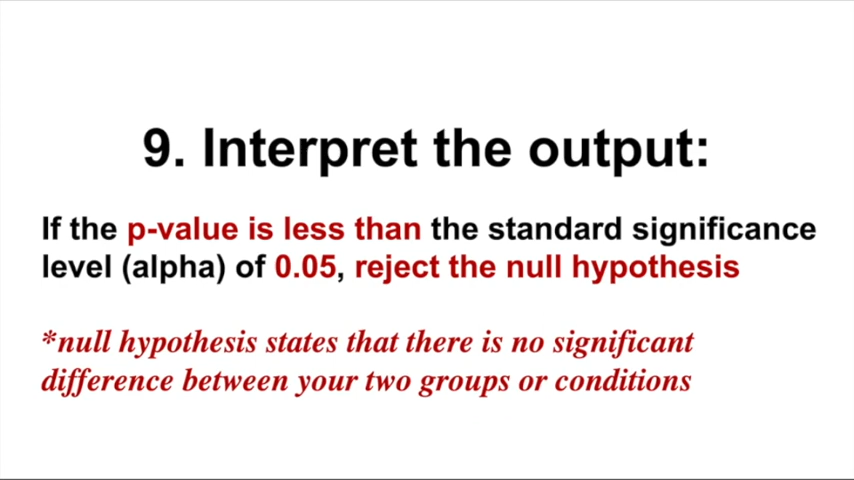 9. Interpret the output:
If the p-value is less than the standard significance
level (alpha) of 0.05, reject the null hypothesis
*null hypothesis states that there is no significant
difference between your two groups or conditions